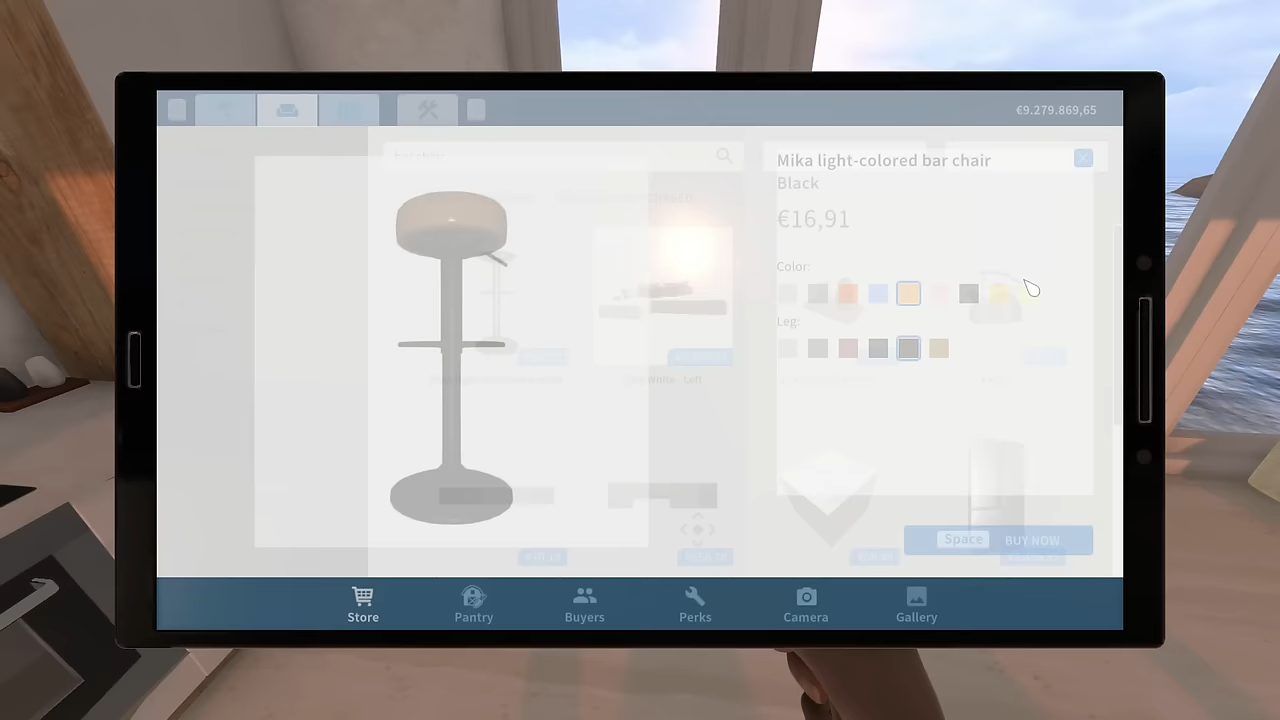 €9.279.869,65
Mika light-colored bar chair
Black
€16,91
Color:
Leg:
Space BUY NOW
Store
Pantry
Buyers
Perks
Camera
Gallery